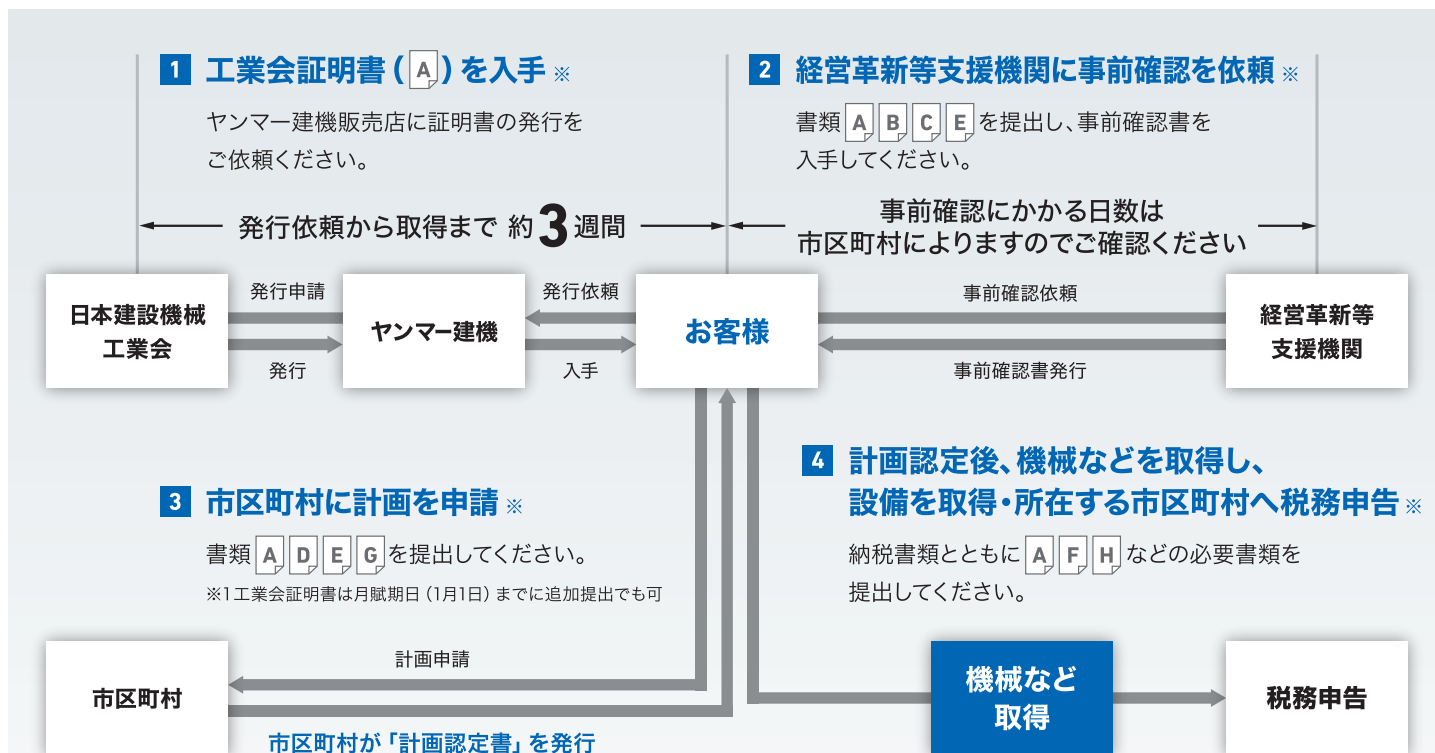 1 工業会証明書（A）を入手 ※
ヤンマー建機販売店に証明書の発行を
ご依頼ください。
2 経営革新等支援機関に事前確認を依頼 ※
書類 A B C E を提出し、事前確認書を
入手してください。
発行依頼から取得まで 約3週間
事前確認にかかる日数は
市区町村によりますのでご確認ください
日本建設機械
工業会
発行申請
発行
ヤンマー建機
発行依頼
入手
お客様
事前確認依頼
事前確認書発行
経営革新等
支援機関
3 市区町村に計画を申請 ※
書類 A D E G を提出してください。
※1工業会証明書は月賦期日（1月1日）までに追加提出でも可
4 計画認定後、機械などを取得し、
設備を取得・所在する市区町村へ税務申告 ※
納税書類とともに A F H などの必要書類を
提出してください。
市区町村
計画申請
市区町村が「計画認定書」を発行
機械など
取得
税務申告